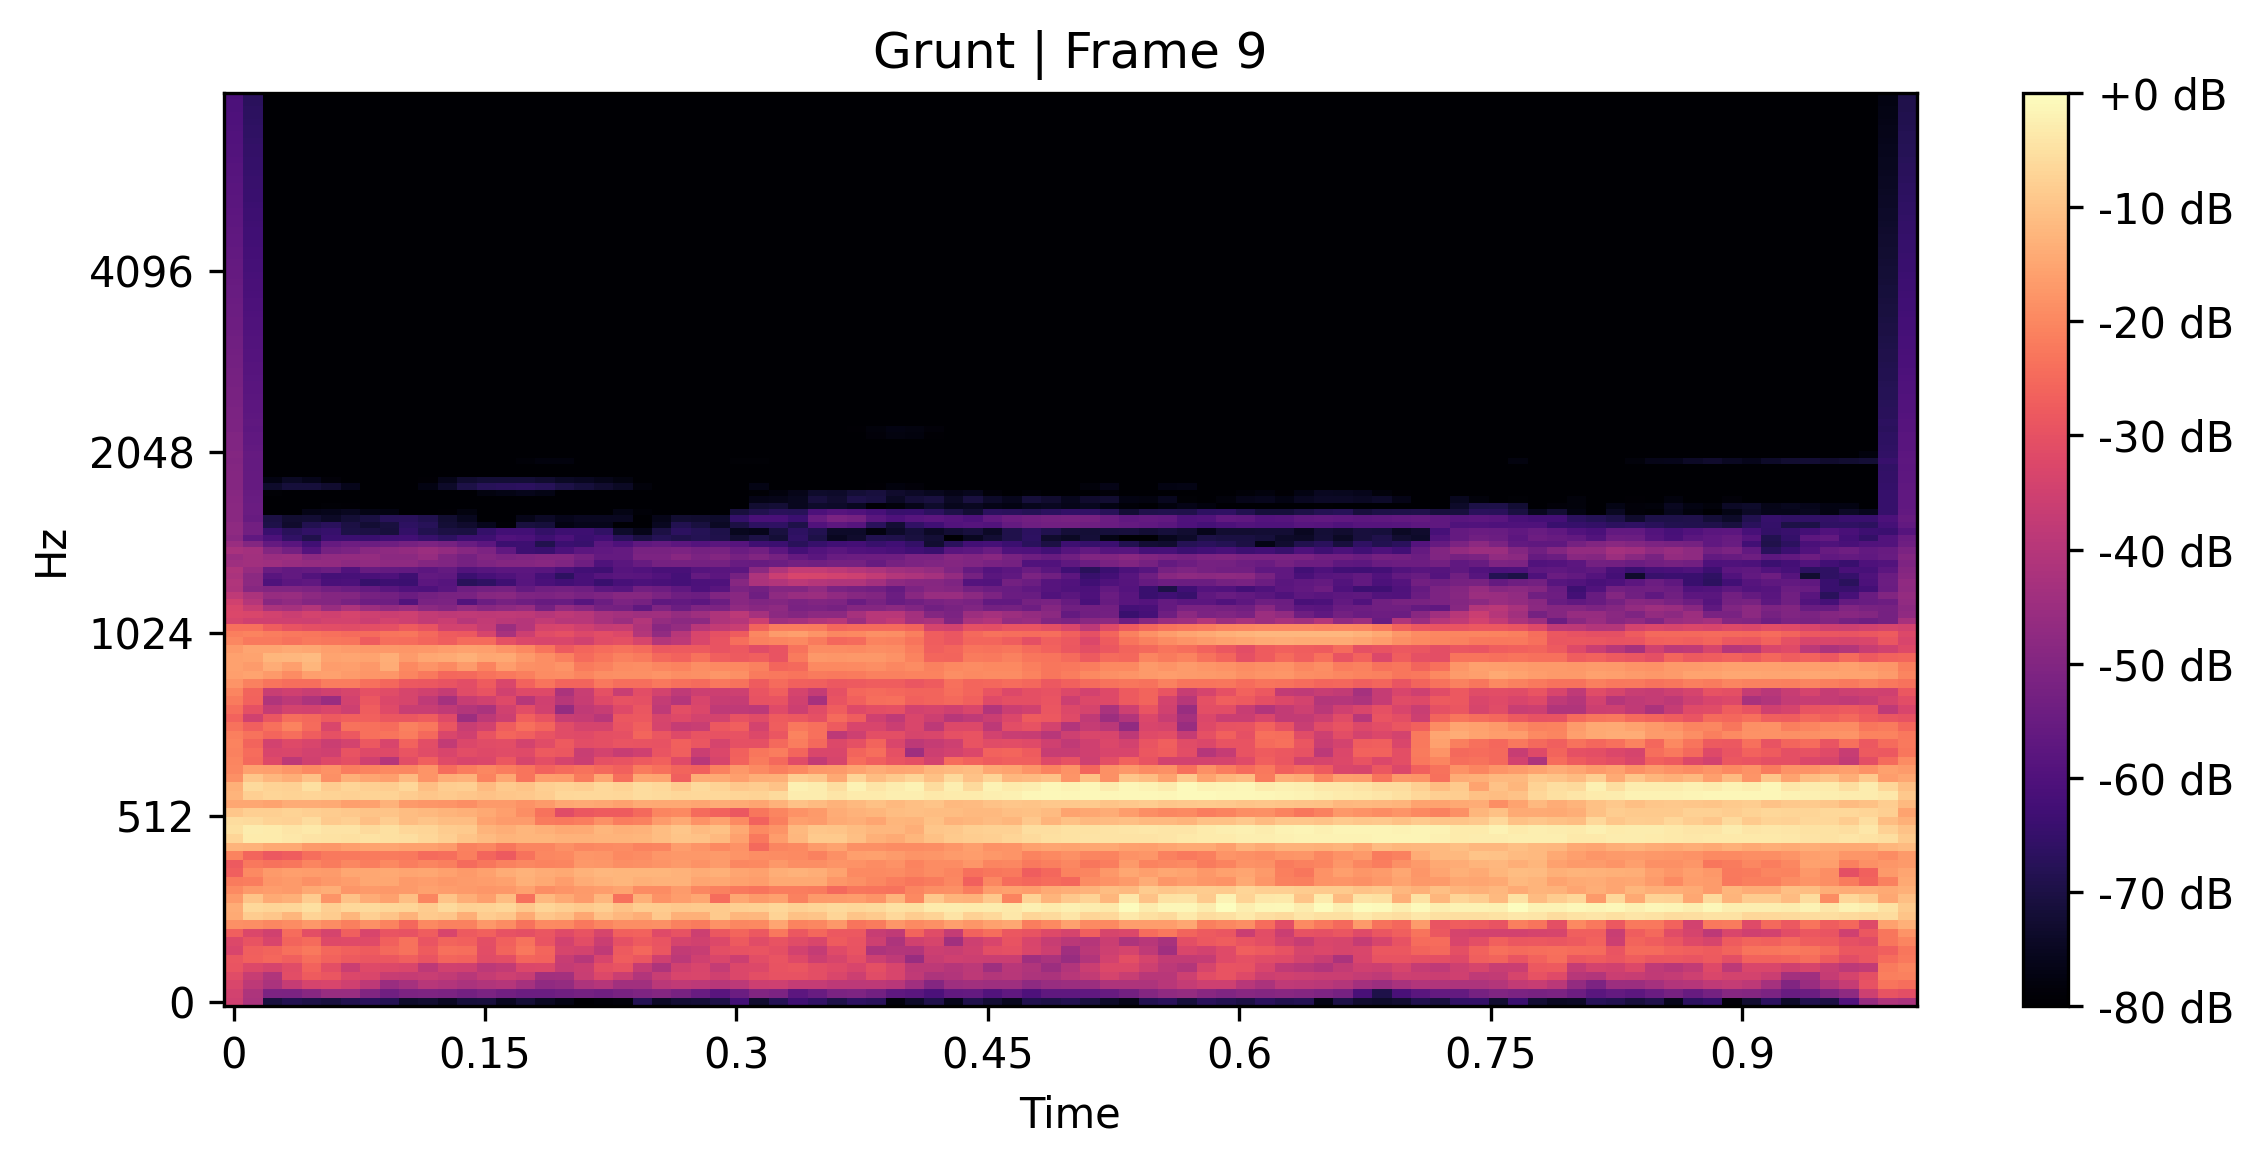 Grunt | Frame 9
Hz
4096
2048
1024
512
0
0 0.15 0.3 0.45 0.6 0.75 0.9
Time
+0 dB
-10 dB
-20 dB
-30 dB
-40 dB
-50 dB
-60 dB
-70 dB
-80 dB